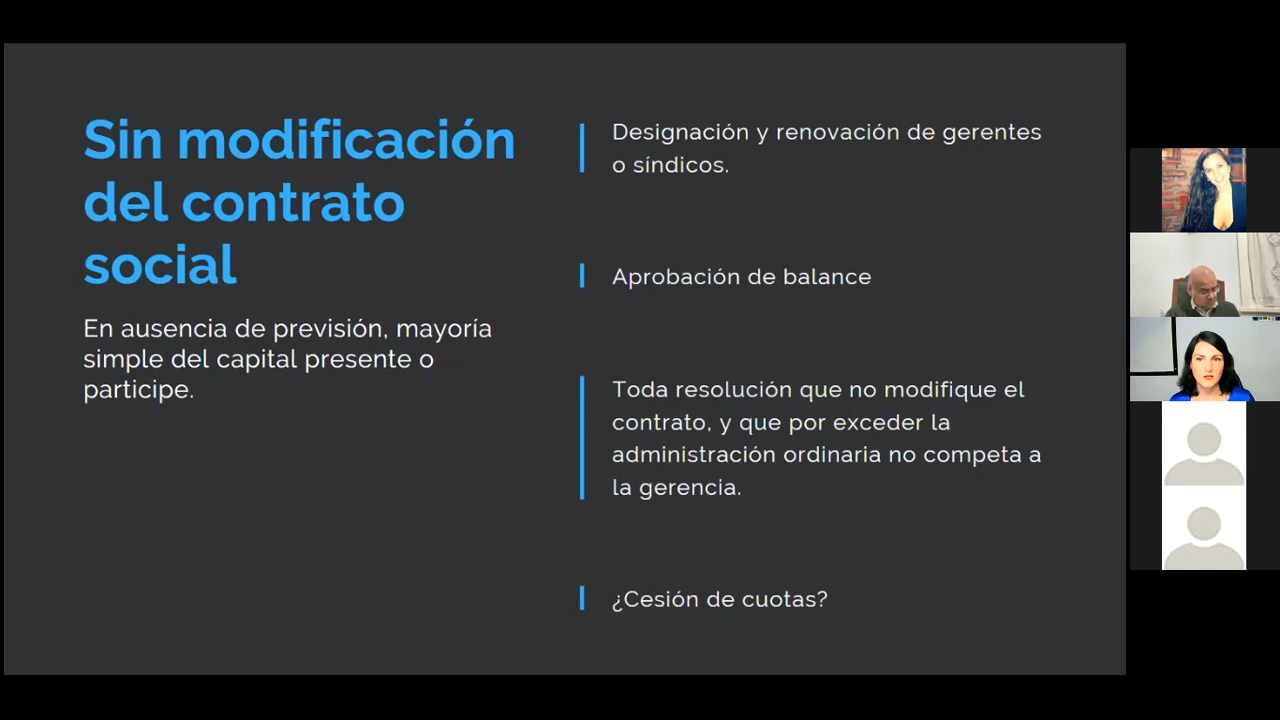 Sin modificación
del contrato
social
En ausencia de previsión, mayoría
simple del capital presente o
participe.
Designación y renovación de gerentes
o síndicos.
Aprobación de balance
Toda resolución que no modifique el
contrato, y que por exceder la
administración ordinaria no competa a
la gerencia.
¿Cesión de cuotas?